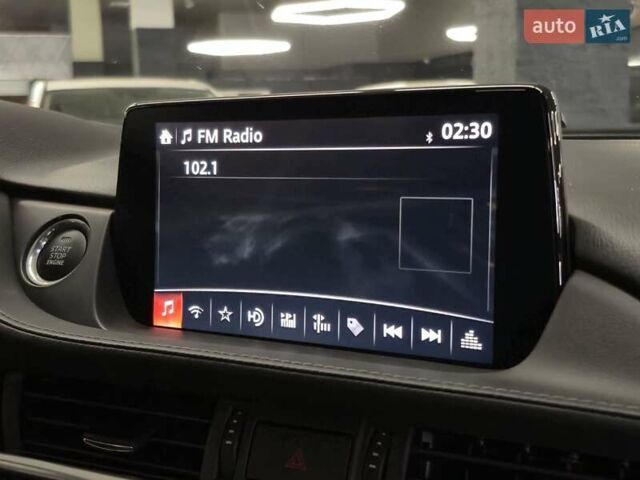 auto RIA.com
FM Radio 02:30
102.1
START
STOP
ENGINE